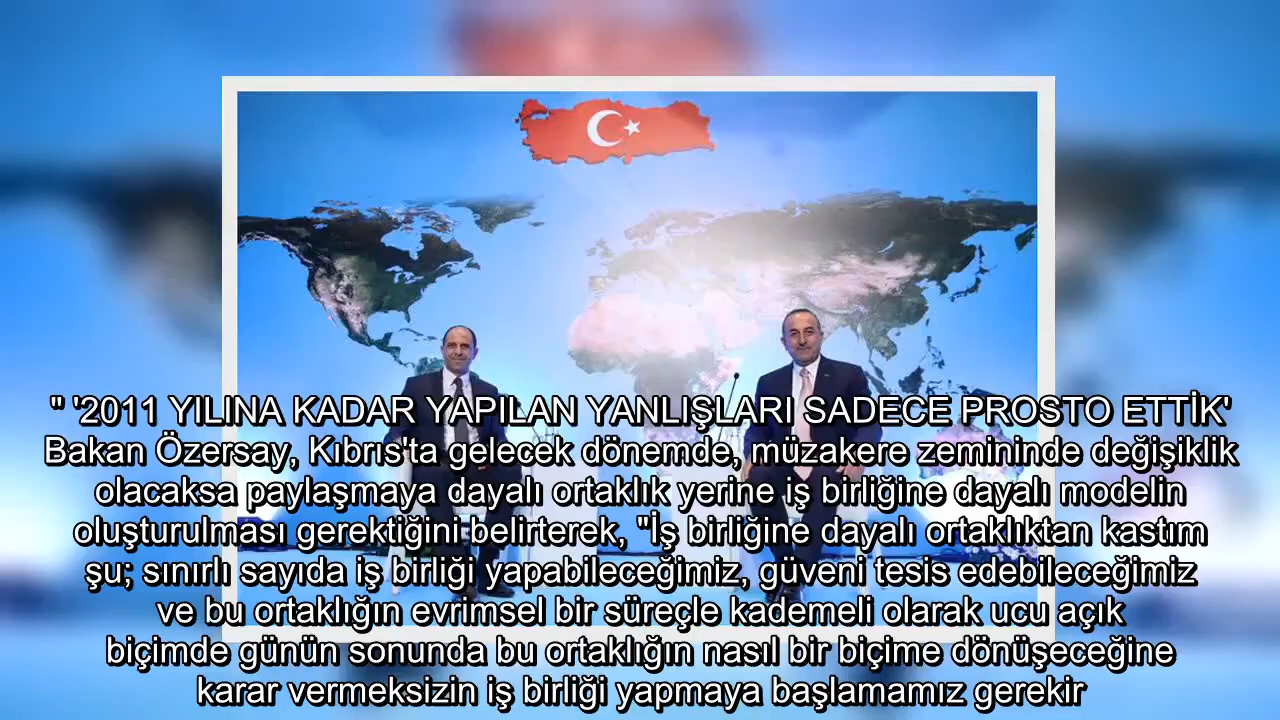 " '2011 YILINA KADAR YAPILAN YANLIŞLARI SADECE PROSTO ETTİK'
Bakan Özersay, Kıbrıs'ta gelecek dönemde, müzakere zemininde değişiklik
olacaksa paylaşmaya dayalı ortaklık yerine iş birliğine dayalı modelin
oluşturulması gerektiğini belirterek, "İş birliğine dayalı ortaklıktan kastım
şu; sınırlı sayıda iş birliği yapabileceğimiz, güveni tesis edebileceğimiz
ve bu ortaklığın evrimsel bir süreçle kademeli olarak ucu açık
biçimde günün sonunda bu ortaklığın nasıl bir biçime dönüşeceğine
karar vermeksizin iş birliği yapmaya başlamamız gerekir